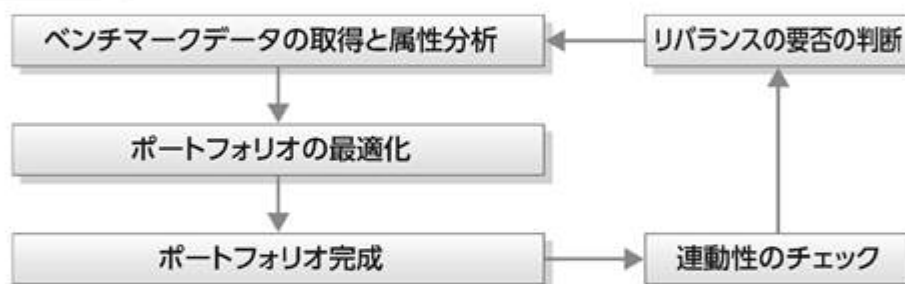 ベンチマークデータの取得と属性分析
リバランスの要否の判断
ポートフォリオの最適化
ポートフォリオ完成
連動性のチェック